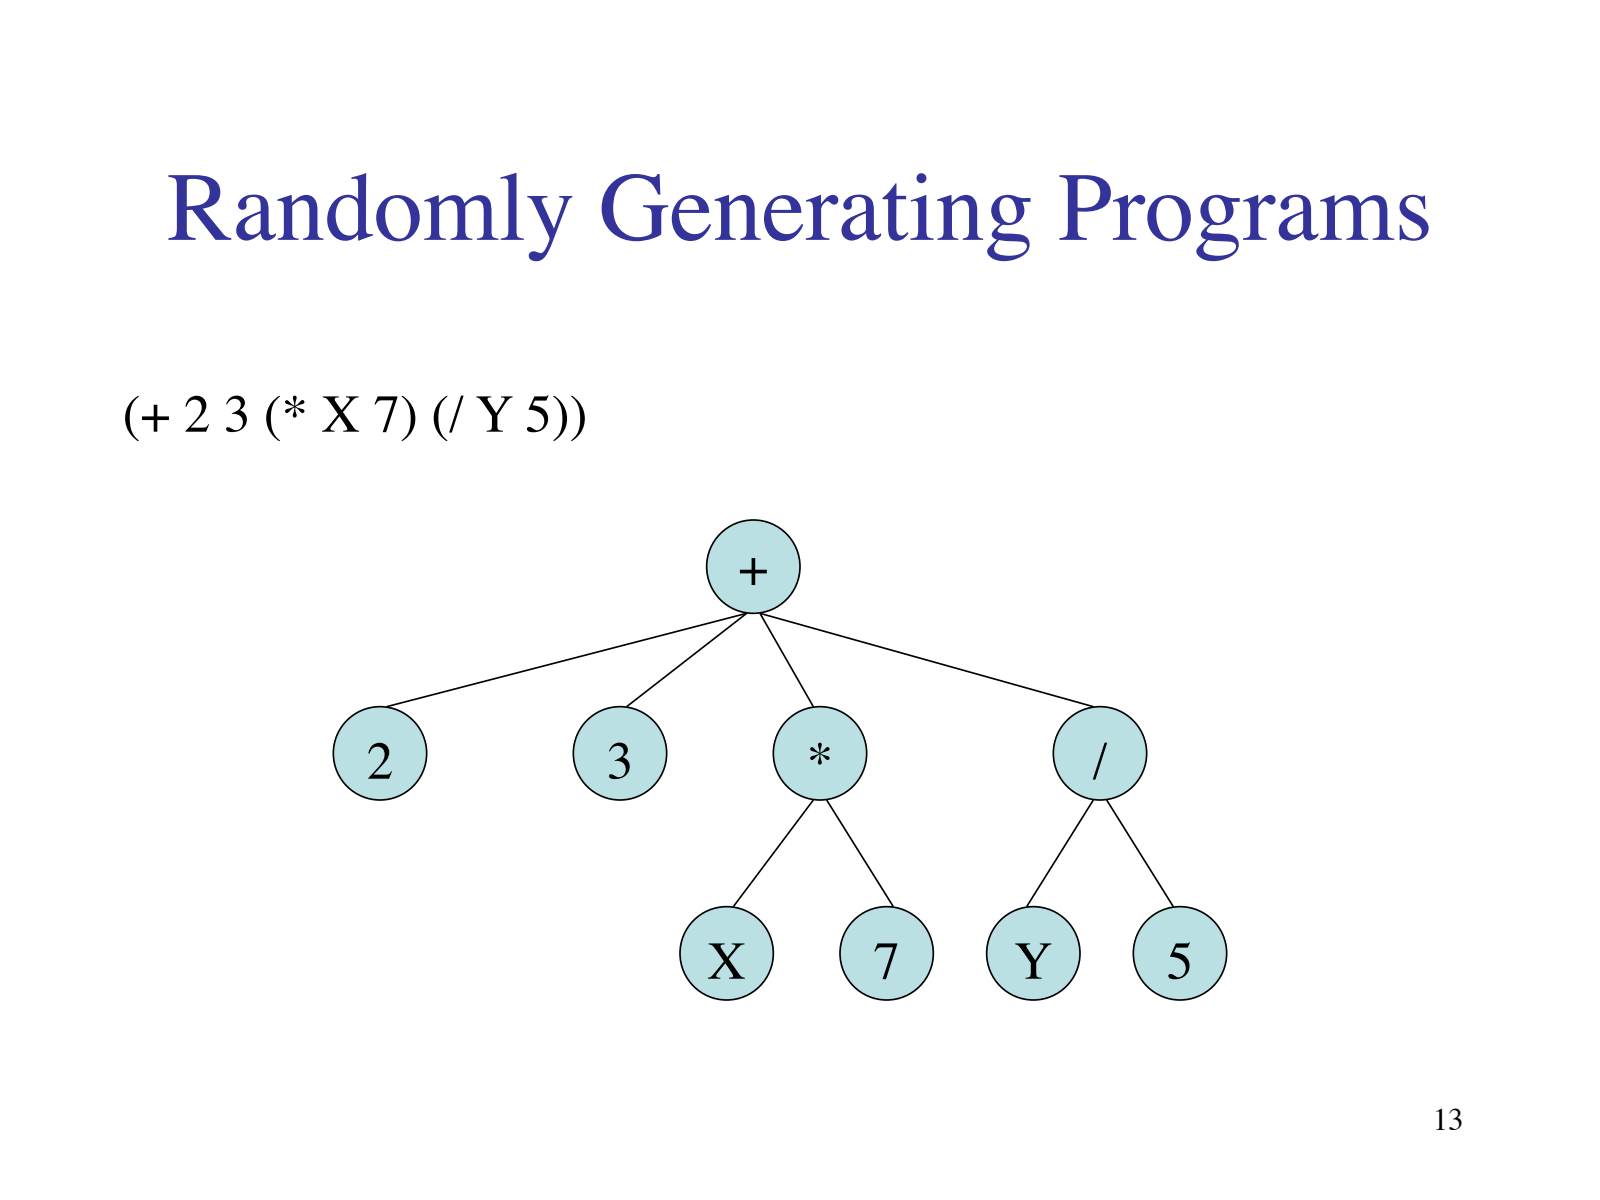 Randomly Generating Programs
(+ 2 3 (* X 7) (/ Y 5))
+
2 3 * /
X 7 Y 5
13